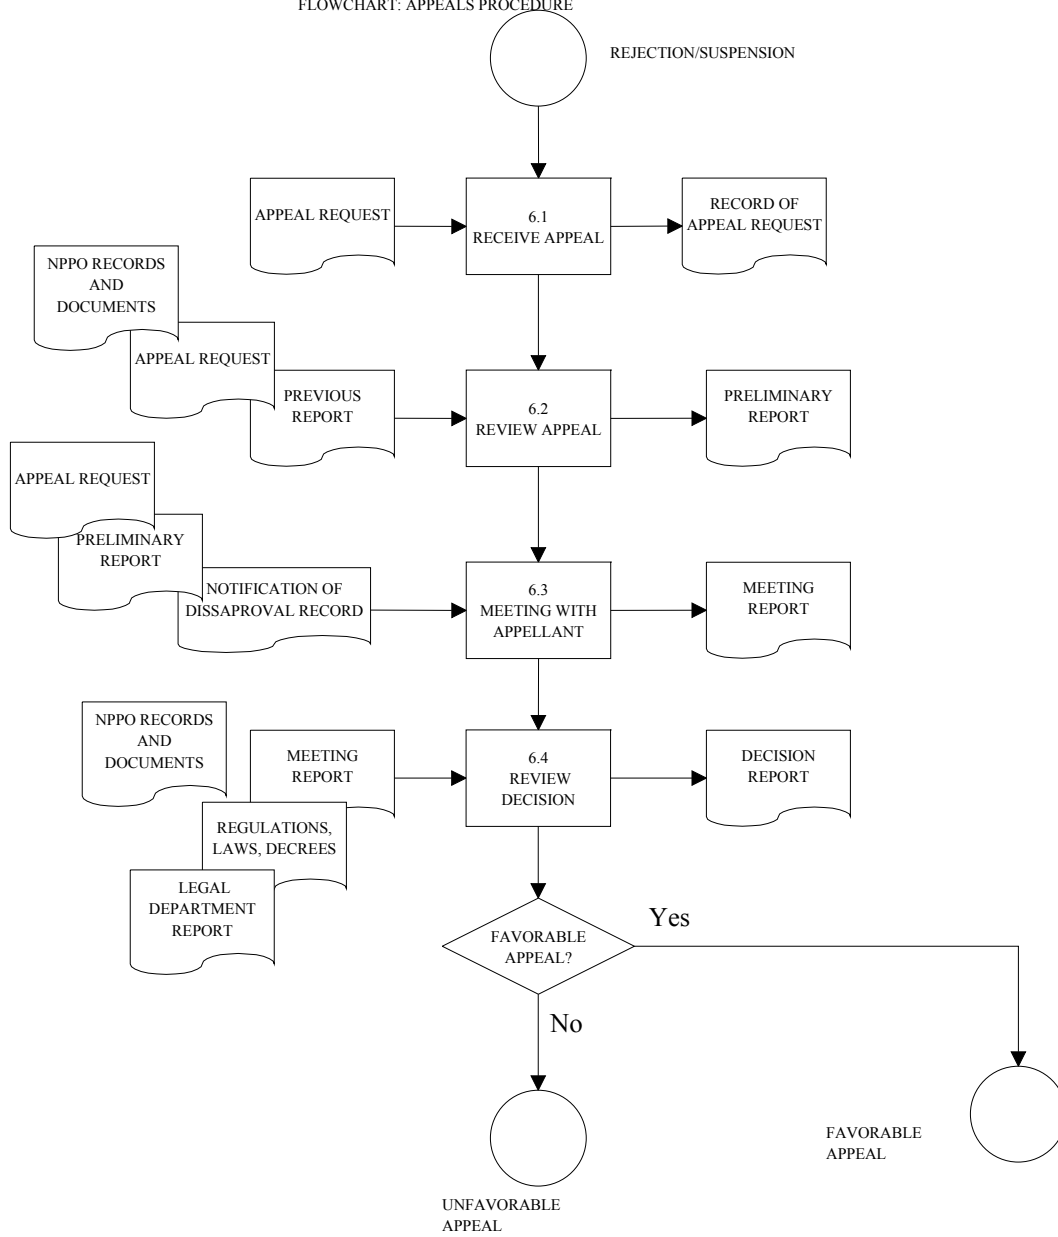 FLOWCHART: APPEALS PROCEDURE
REJECTION/SUSPENSION
APPEAL REQUEST
6.1
RECEIVE APPEAL
RECORD OF
APPEAL REQUEST
NPPO RECORDS
AND
DOCUMENTS
APPEAL REQUEST
PREVIOUS
REPORT
6.2
REVIEW APPEAL
PRELIMINARY
REPORT
APPEAL REQUEST
PRELIMINARY
REPORT
NOTIFICATION OF
DISSAPROVAL RECORD
6.3
MEETING WITH
APPELLANT
MEETING
REPORT
NPPO RECORDS
AND
DOCUMENTS
MEETING
REPORT
REGULATIONS,
LAWS, DECREES
LEGAL
DEPARTMENT
REPORT
6.4
REVIEW
DECISION
DECISION
REPORT
FAVORABLE
APPEAL?
Yes
No
FAVORABLE
APPEAL
UNFAVORABLE
APPEAL